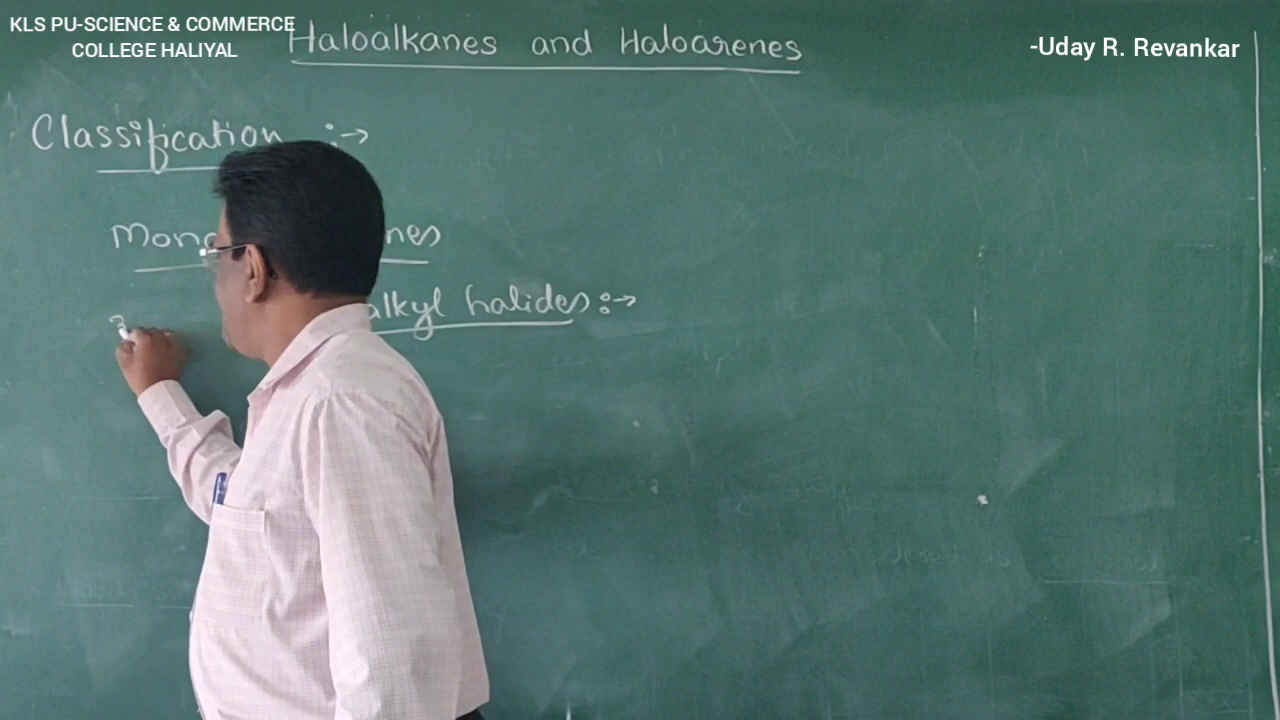 KLS PU-SCIENCE & COMMERCE
COLLEGE HALIYAL
Haloalkanes and Haloarenes
-Uday R. Revankar
Classification :→
alkyl halides :→